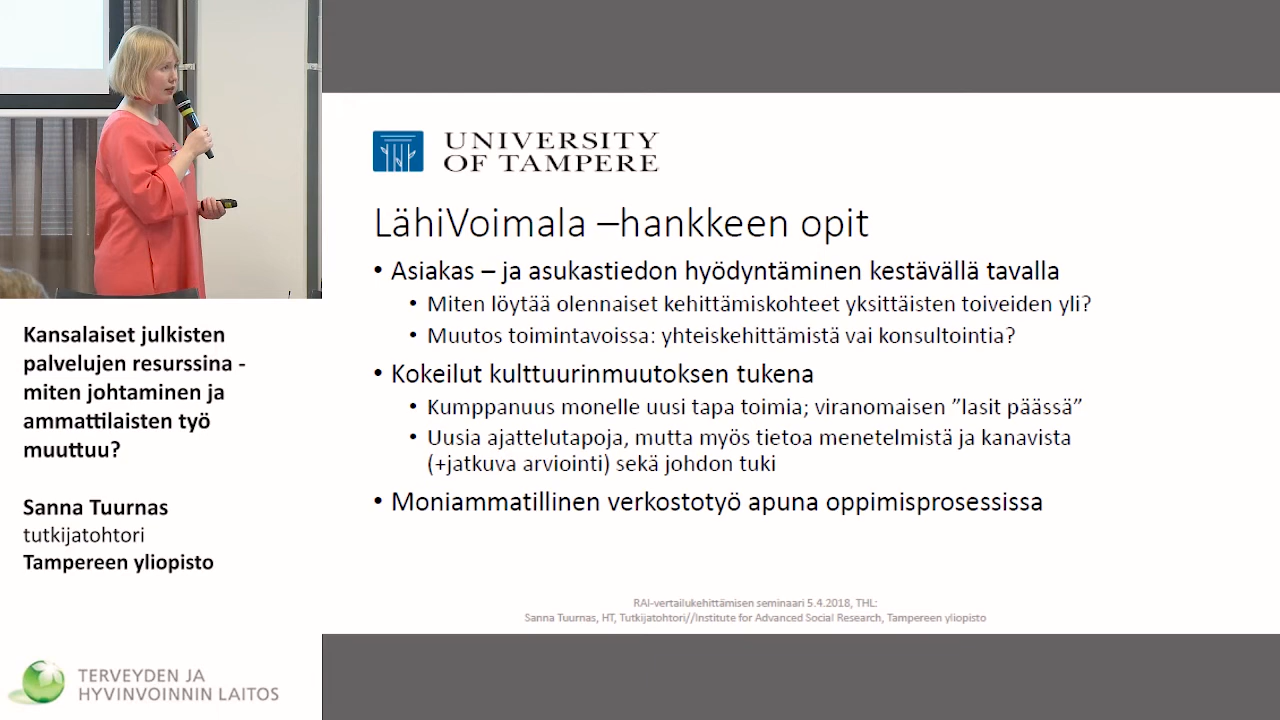 Kansalaiset julkisten
palvelujen resurssina -
miten johtaminen ja
ammattilaisten työ
muuttuu?
Sanna Tuurnas
tutkijatohtori
Tampereen yliopisto
TERVEYDEN JA
HYVINVOINNIN LAITOS
UNIVERSITY
OF TAMPERE
LähiVoimala –hankkeen opit
• Asiakas – ja asukastiedon hyödyntäminen kestävällä tavalla
• Miten löytää olennaiset kehittämiskohteet yksittäisten toiveiden yli?
• Muutos toimintavoissa: yhteiskehittämistä vai konsultointia?
• Kokeilut kulttuurinmuutoksen tukena
• Kumppanuus monelle uusi tapa toimia; viranomaisen ”lasit päässä”
• Uusia ajattelutapoja, mutta myös tietoa menetelmistä ja kanavista
(+jatkuva arviointi) sekä johdon tuki
• Moniammatillinen verkostotyö apuna oppimisprosessissa
RAI-vertailukehittämisen seminaari 5.4.2018, THL:
Sanna Tuurnas, HT, Tutkijatohtori//Institute for Advanced Social Research, Tampereen yliopisto